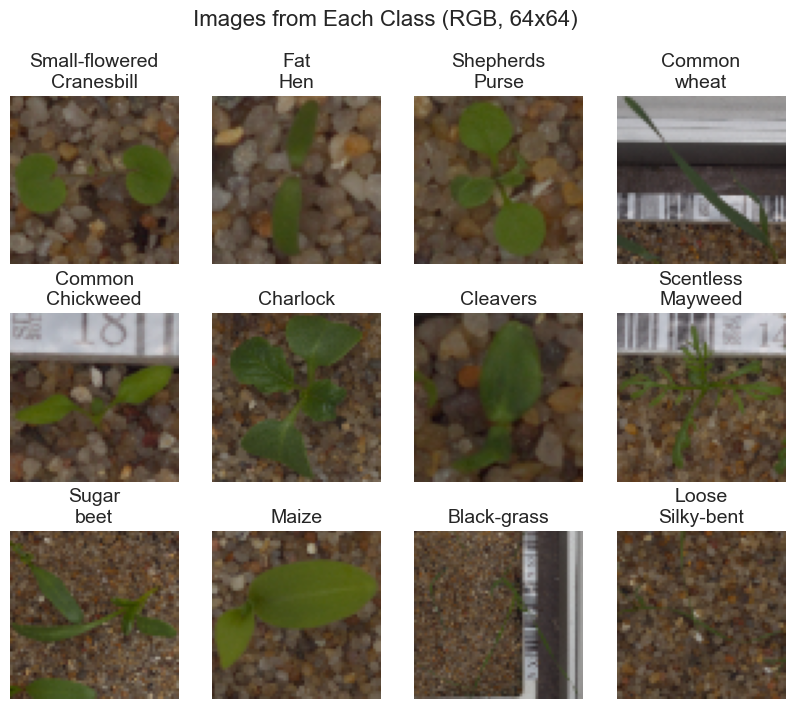 Images from Each Class (RGB, 64x64)
Small-flowered
Cranesbill
Fat
Hen
Shepherds
Purse
Common
wheat
Common
Chickweed
Charlock
Cleavers
Scentless
Mayweed
18
14
Sugar
beet
Maize
Black-grass
Loose
Silky-bent